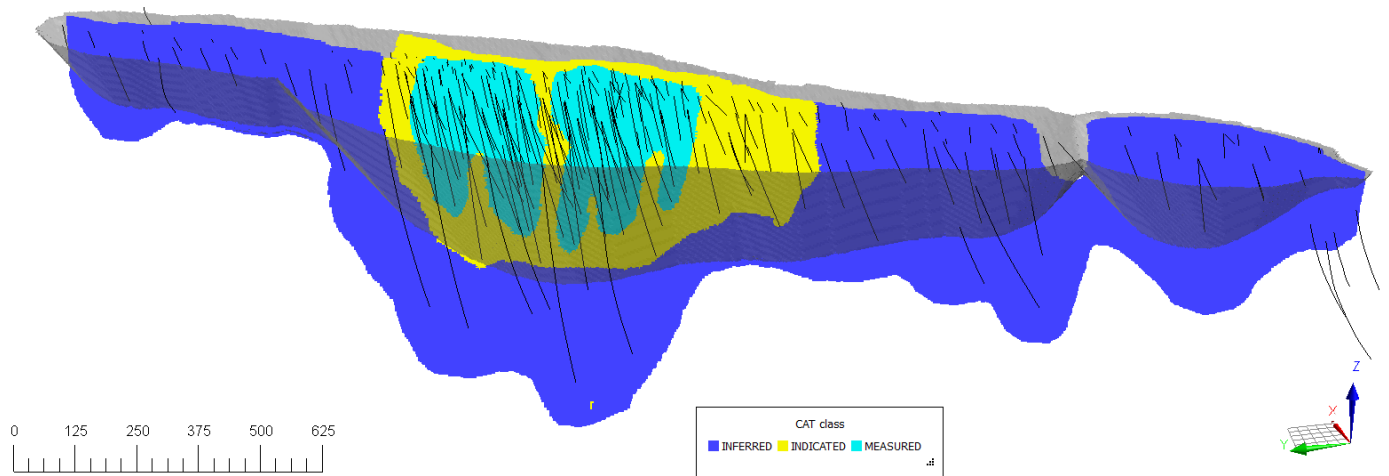 Z
X
Y
r
0 125 250 375 500 625
CAT class
INFERRED INDICATED MEASURED